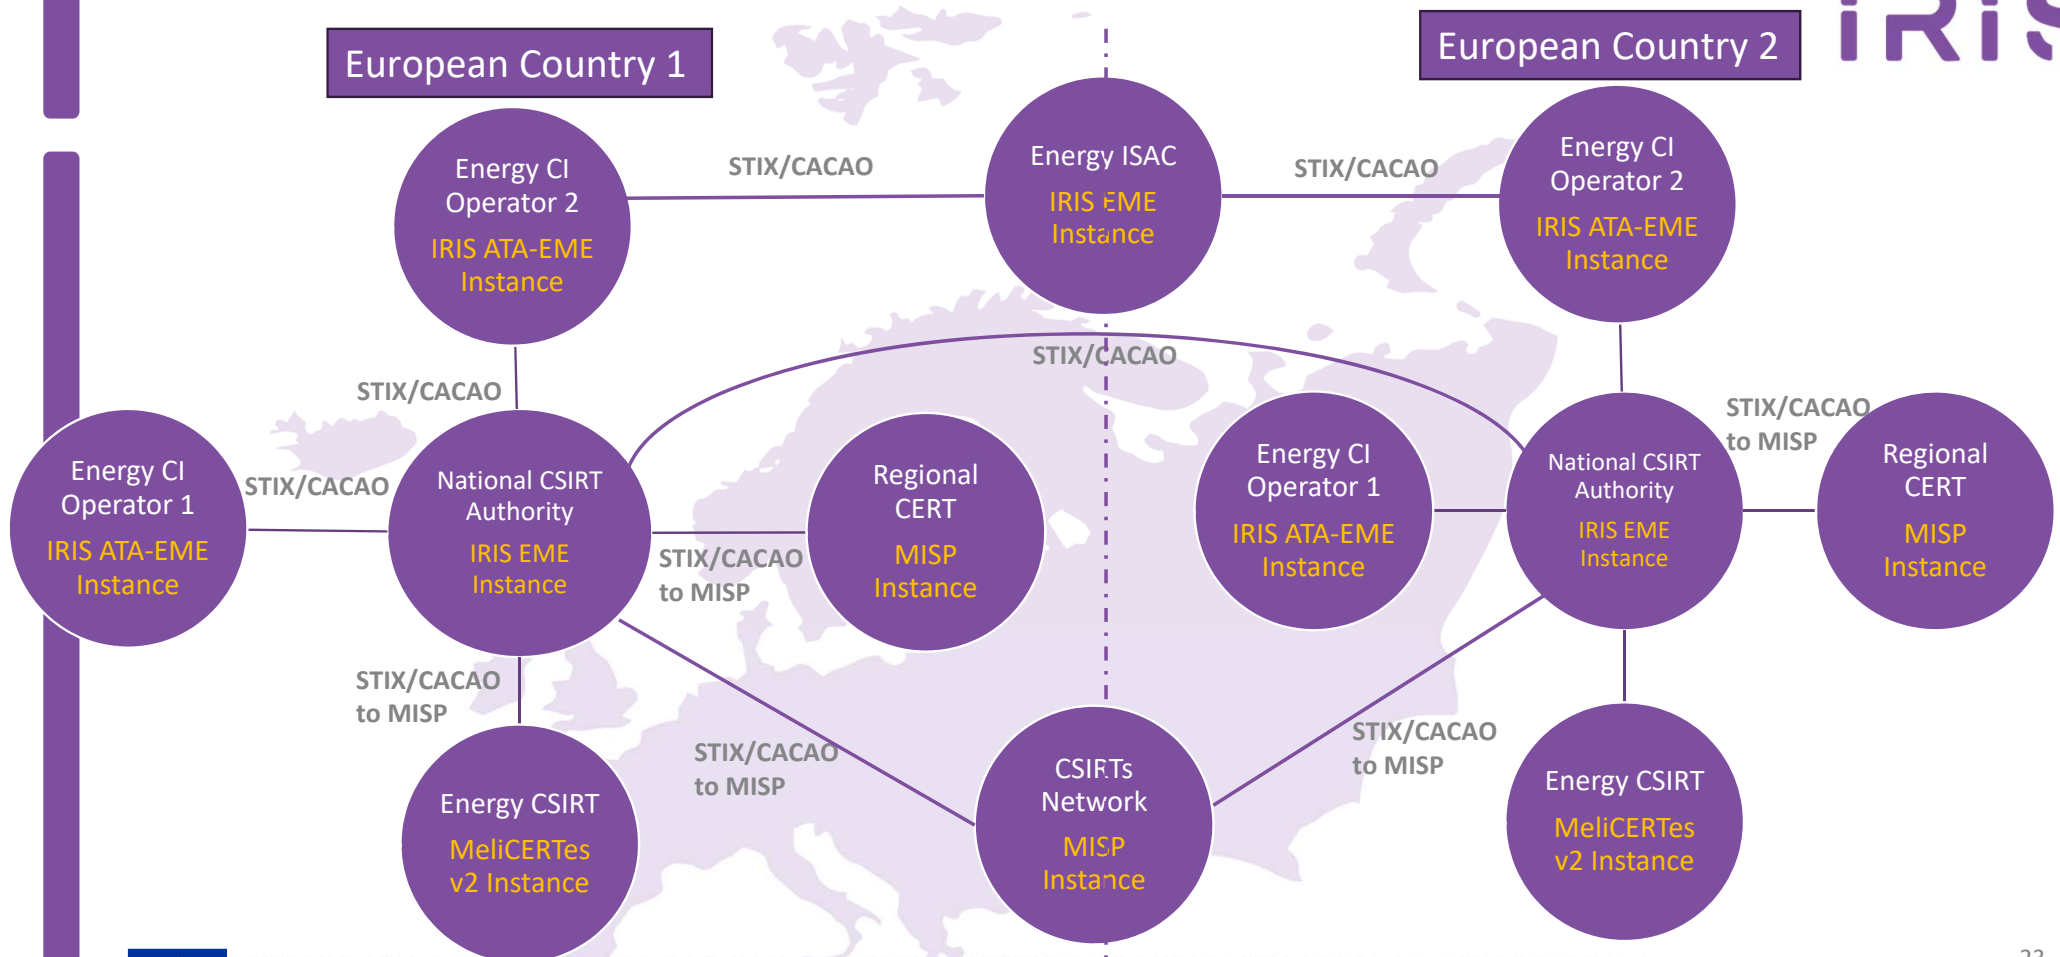 European Country 1
European Country 2
iRiS
Energy CI
Operator 2
IRIS ATA-EME
Instance
STIX/CACAO
Energy ISAC
IRIS EME
Instance
STIX/CACAO
Energy CI
Operator 2
IRIS ATA-EME
Instance
STIX/CACAO
STIX/CACAO
Energy CI
Operator 1
IRIS ATA-EME
Instance
STIX/CACAO
National CSIRT
Authority
IRIS EME
Instance
STIX/CACAO
to MISP
Regional
CERT
MISP
Instance
Energy CI
Operator 1
IRIS ATA-EME
Instance
National CSIRT
Authority
IRIS EME
Instance
STIX/CACAO
to MISP
Regional
CERT
MISP
Instance
STIX/CACAO
to MISP
STIX/CACAO
to MISP
STIX/CACAO
to MISP
Energy CSIRT
MeliCERTes
v2 Instance
CSIRTs
Network
MISP
Instance
Energy CSIRT
MeliCERTes
v2 Instance